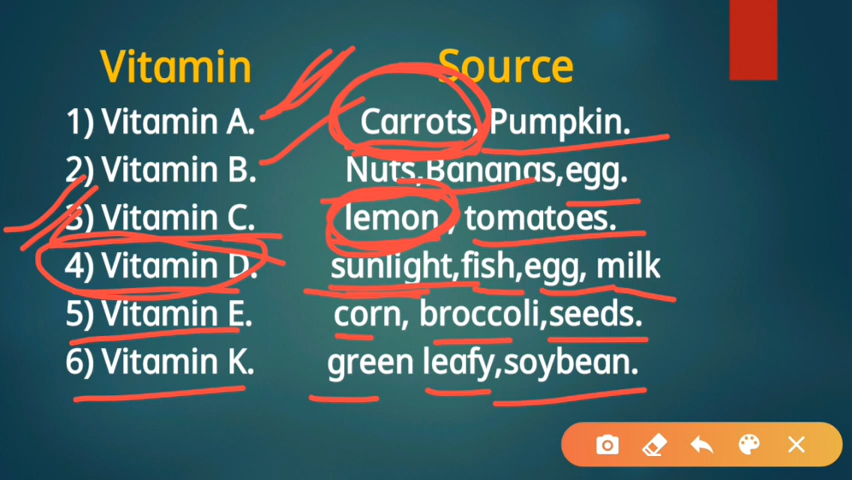 Vitamin Source
1) Vitamin A. Carrots, Pumpkin.
2) Vitamin B. Nuts,Bananas,egg.
3) Vitamin C. lemon, tomatoes.
4) Vitamin D. sunlight,fish,egg, milk
5) Vitamin E. corn, broccoli,seeds.
6) Vitamin K. green leafy,soybean.